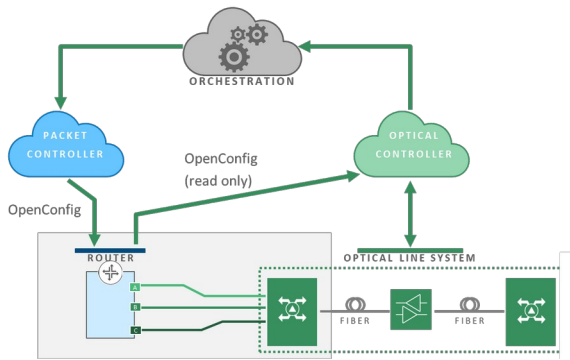 ORCHESTRATION
PACKET
CONTROLLER
OPTICAL
CONTROLLER
OpenConfig
(read only)
OpenConfig
ROUTER
OPTICAL LINE SYSTEM
A
B
C
FIBER
FIBER